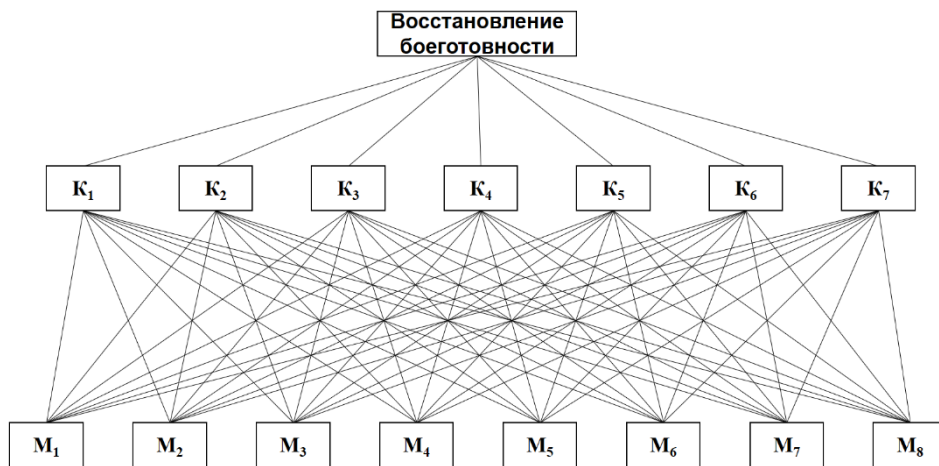 Восстановление
боеготовности
К₁ К₂ К₃ К₄ К₅ К₆ К₇
М₁ М₂ М₃ М₄ М₅ М₆ М₇ М₈